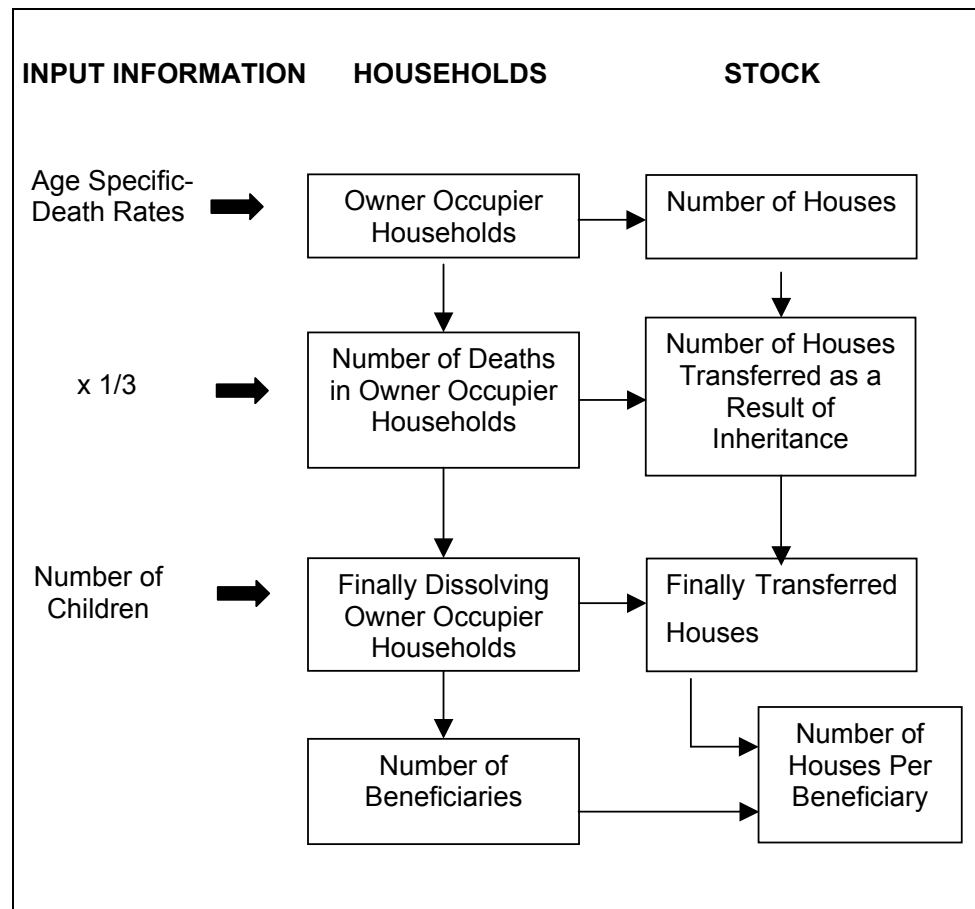 INPUT INFORMATION HOUSEHOLDS STOCK
Age Specific-
Death Rates
Owner Occupier
Households
Number of Houses
x 1/3
Number of Deaths
in Owner Occupier
Households
Number of Houses
Transferred as a
Result of
Inheritance
Number of
Children
Finally Dissolving
Owner Occupier
Households
Finally Transferred
Houses
Number of
Beneficiaries
Number of
Houses Per
Beneficiary